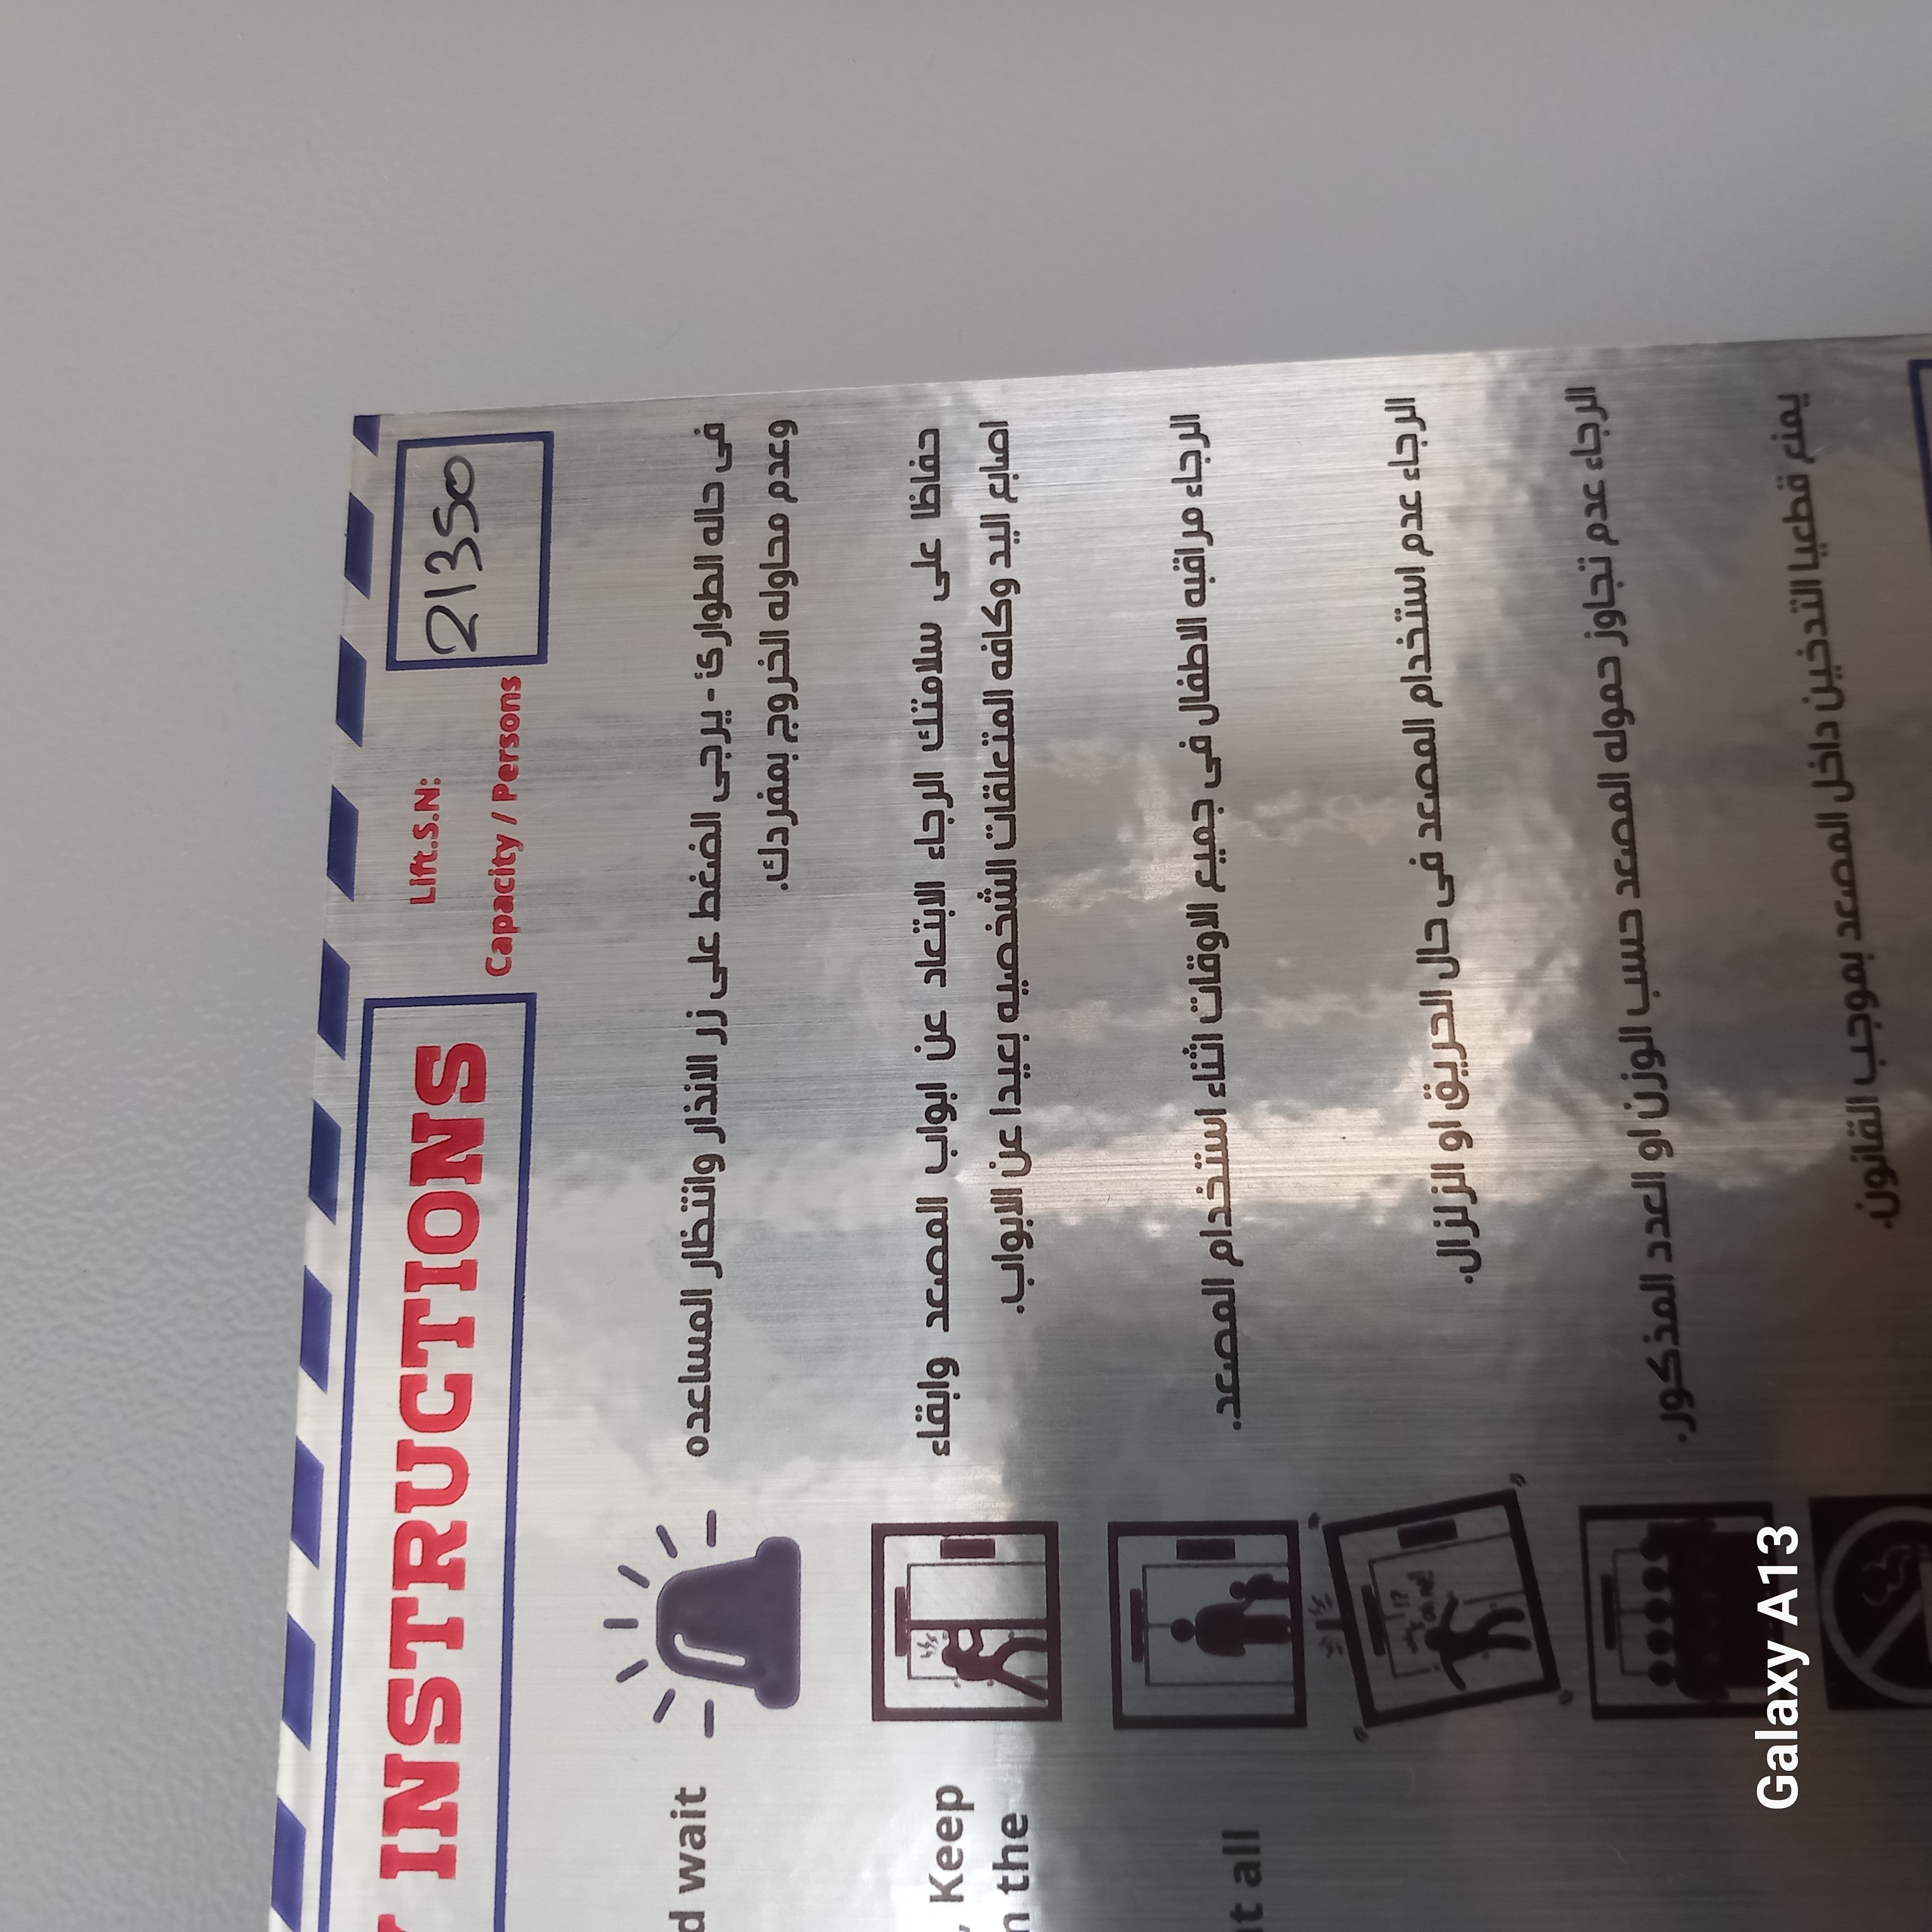 INSTRUCTIONS
Lift.S.N:
21350
Capacity / Persons
فى حاله الطوارئ - يرجى الضغط على زر الانذار وانتظار المساعده
وعدم محاوله الخروج بمفردك.
d wait
حفاظا على سلامتك الرجاء الابتعاد عن ابواب المصعد وابقاء
اصابع اليد وكافه المتعلقات الشخصيه بعيدا عن الابواب.
, Keep
the
الرجاء مراقبه الاطفال فى جميع الاوقات اثناء استخدام المصعد.
all
الرجاء عدم استخدام المصعد فى حال الحريق او الزلزال.
الرجاء عدم تجاوز حموله المصعد حسب الوزن او العدد المذكور.
يمنع قطعيا التدخين داخل المصعد بموجب القانون.
Galaxy A13